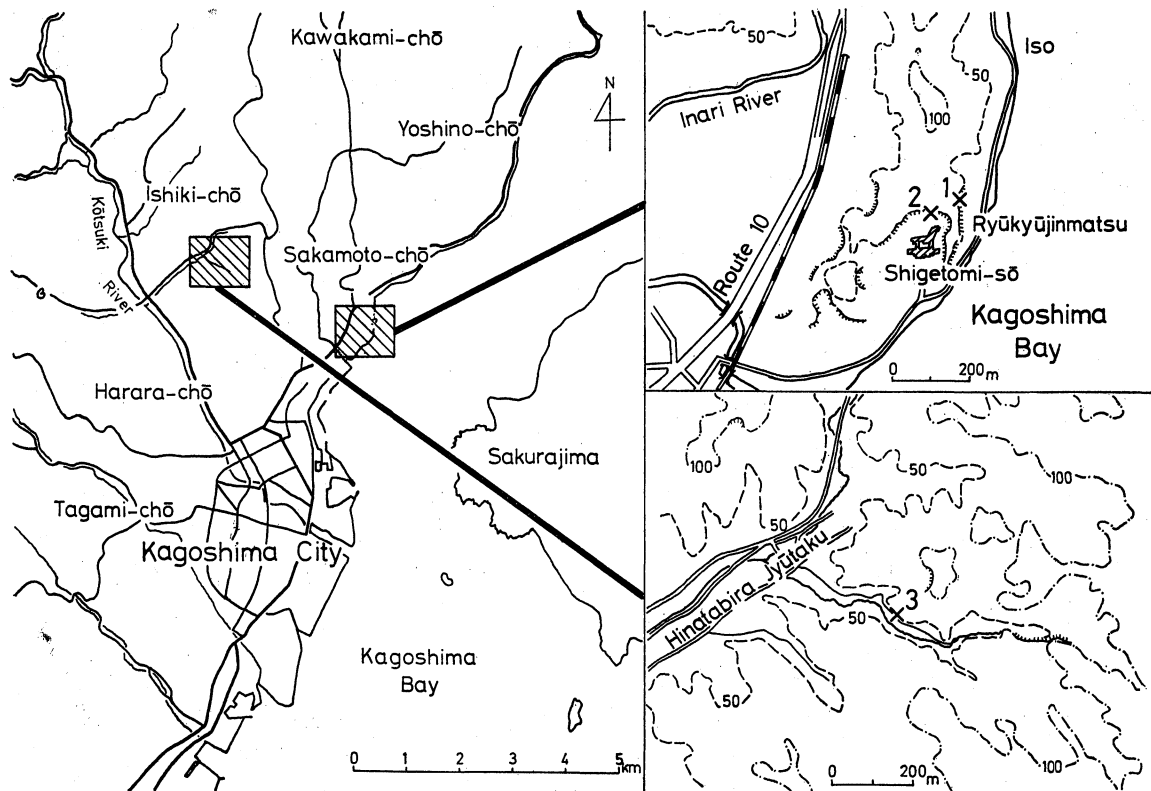 Kawakami-chō
N
Yoshino-chō
Ishiki-chō
Kōtsuki
River
Sakamoto-chō
Harara-chō
Sakurajima
Tagami-chō
Kagoshima City
Kagoshima
Bay
0 1 2 3 4 5
km
50
Iso
50
Inari River
100
2 1
Ryūkyūjinmatsu
Route 10
Shigetomi-sō
Kagoshima
Bay
0 200 m
100
50
100
50
Hinatabira Jyūtaku
3
50
50
100
0 200 m